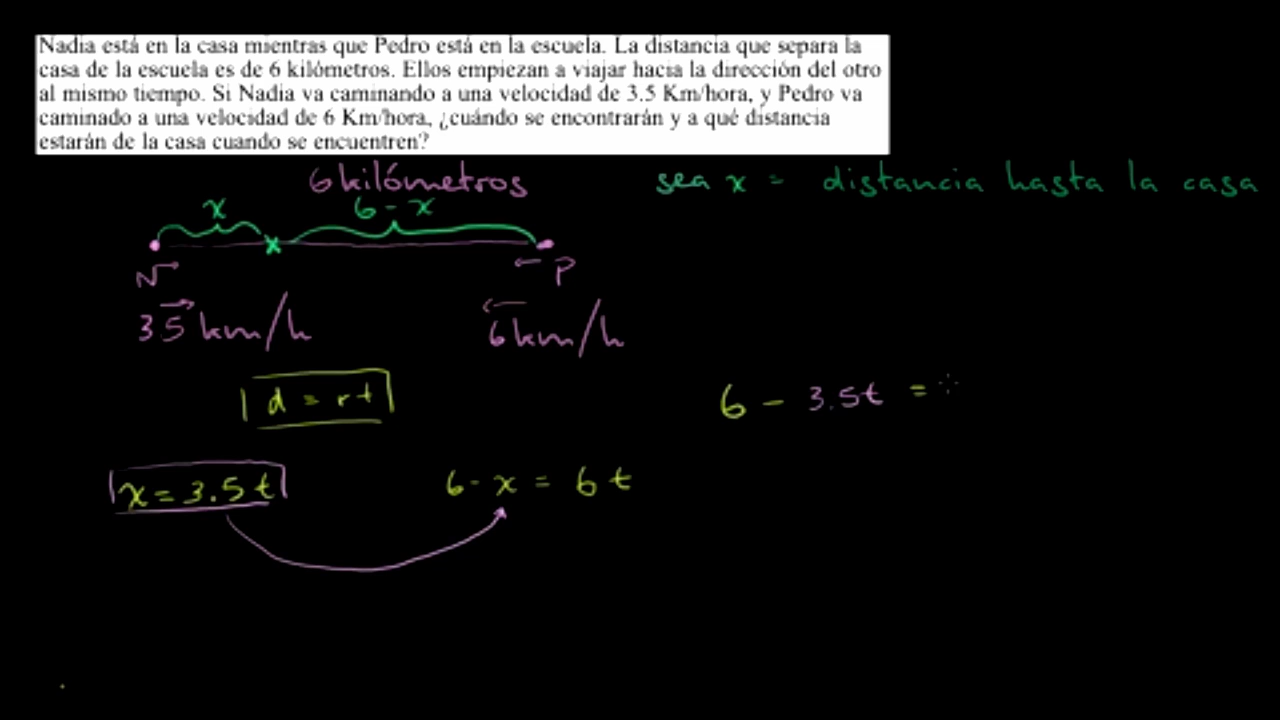 Nadia está en la casa mientras que Pedro está en la escuela. La distancia que separa la
casa de la escuela es de 6 kilómetros. Ellos empiezan a viajar hacia la dirección del otro
al mismo tiempo. Si Nadia va caminando a una velocidad de 3.5 Km/hora, y Pedro va
caminado a una velocidad de 6 Km/hora, ¿cuándo se encontrarán y a qué distancia
estarán de la casa cuando se encuentren?
6 kilómetros
sea x = distancia hasta la casa
x 6 - x
x
N P
3.5 km/h 6 km/h
d = rt
6 - 3.5t =
x = 3.5t 6 - x = 6t